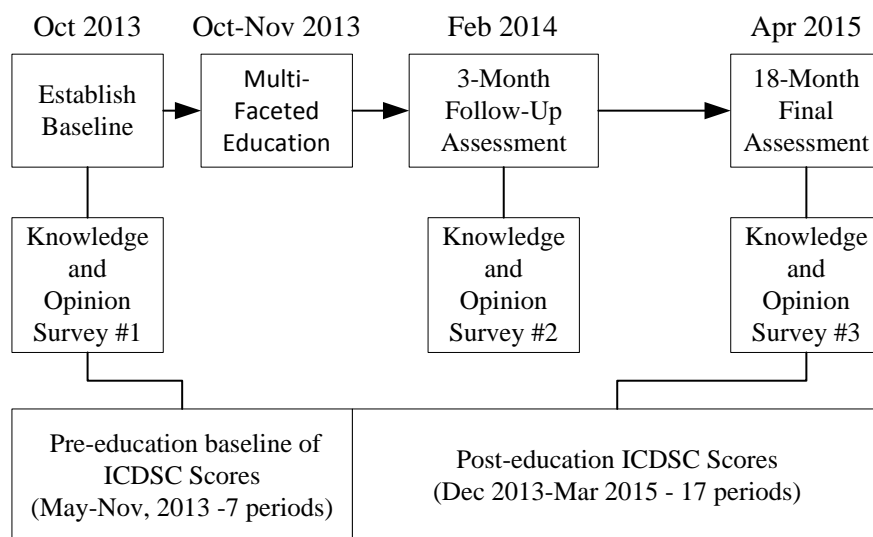 Oct 2013
Oct-Nov 2013
Feb 2014
Apr 2015
Establish
Baseline
Multi-
Faceted
Education
3-Month
Follow-Up
Assessment
18-Month
Final
Assessment
Knowledge
and
Opinion
Survey #1
Knowledge
and
Opinion
Survey #2
Knowledge
and
Opinion
Survey #3
Pre-education baseline of
ICDSC Scores
(May-Nov, 2013 -7 periods)
Post-education ICDSC Scores
(Dec 2013-Mar 2015 - 17 periods)